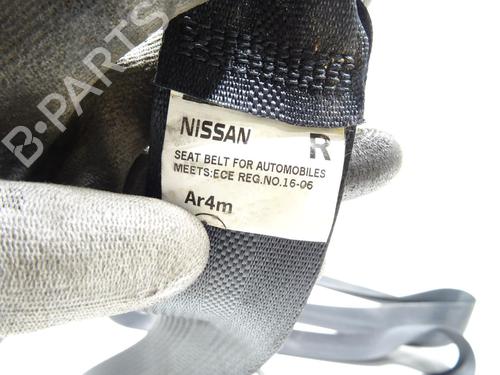 B-PARTS
NISSAN R
SEAT BELT FOR AUTOMOBILES
MEETS:ECE REG.NO.16-06
Ar4m